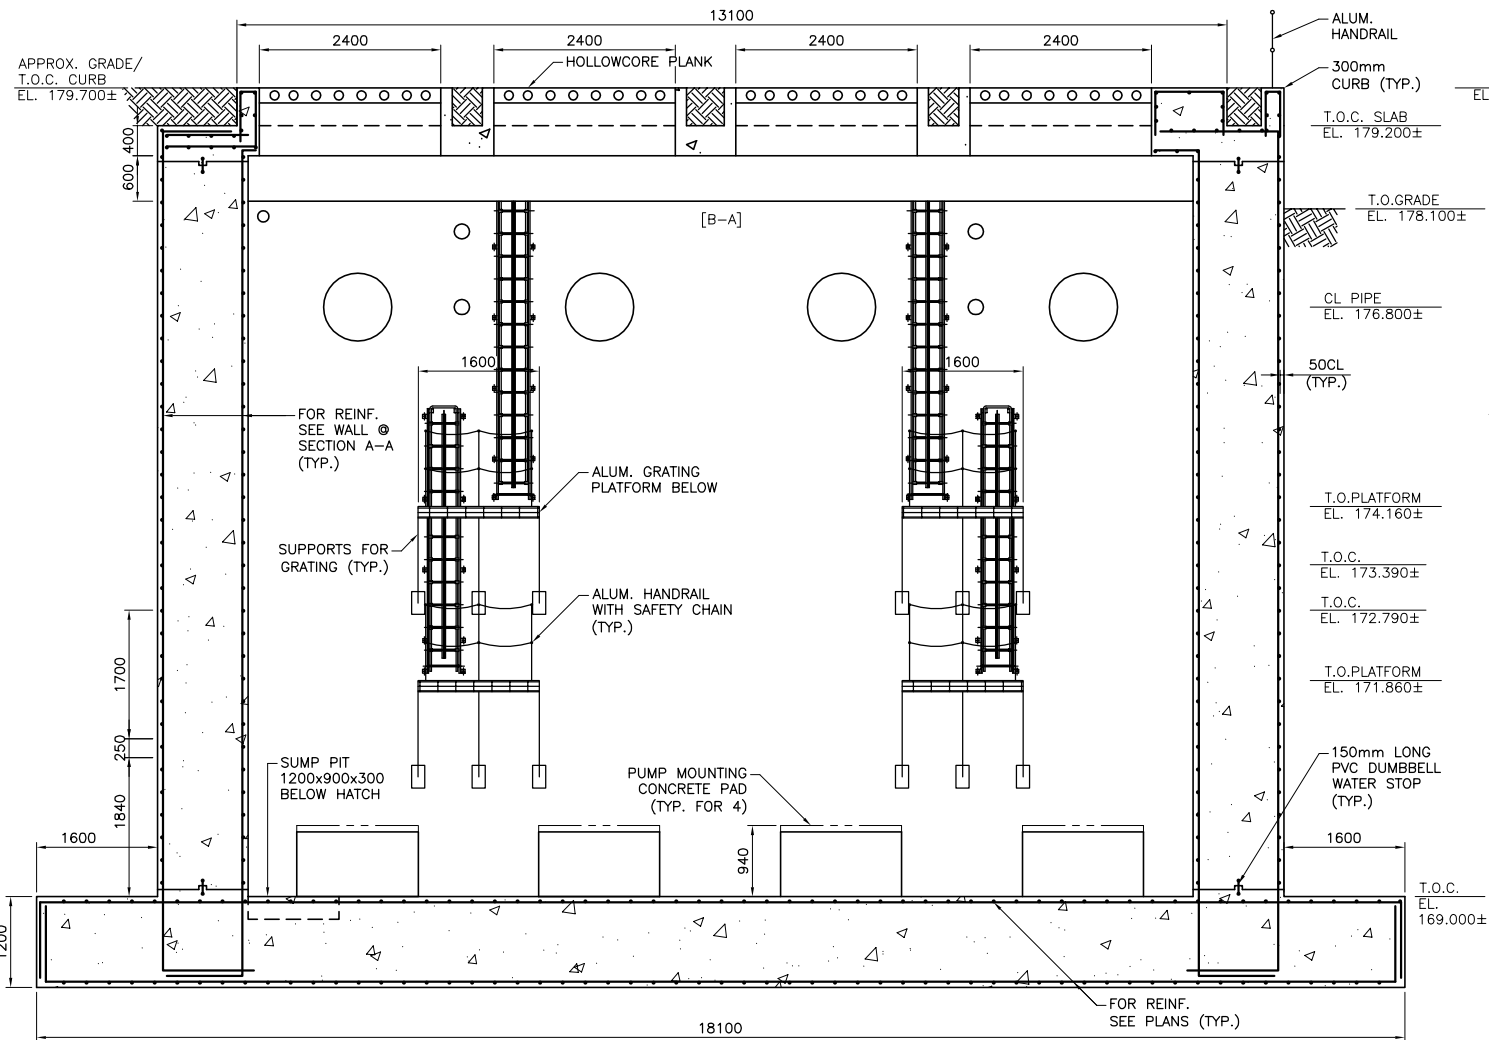 13100
2400
2400
2400
2400
HOLLOWCORE PLANK
ALUM.
HANDRAIL
APPROX. GRADE/
T.O.C. CURB
EL. 179.700±
300mm
CURB (TYP.)
EL
T.O.C. SLAB
EL. 179.200±
400
600
T.O.GRADE
EL. 178.100±
[B-A]
CL PIPE
EL. 176.800±
1600
1600
50CL
(TYP.)
FOR REINF.
SEE WALL @
SECTION A-A
(TYP.)
ALUM. GRATING
PLATFORM BELOW
T.O.PLATFORM
EL. 174.160±
SUPPORTS FOR
GRATING (TYP.)
T.O.C.
EL. 173.390±
ALUM. HANDRAIL
WITH SAFETY CHAIN
(TYP.)
T.O.C.
EL. 172.790±
1700
T.O.PLATFORM
EL. 171.860±
250
SUMP PIT
1200x900x300
BELOW HATCH
PUMP MOUNTING
CONCRETE PAD
(TYP. FOR 4)
150mm LONG
PVC DUMBBELL
WATER STOP
(TYP.)
1840
1600
940
1600
T.O.C.
EL.
169.000±
1200
FOR REINF.
SEE PLANS (TYP.)
18100